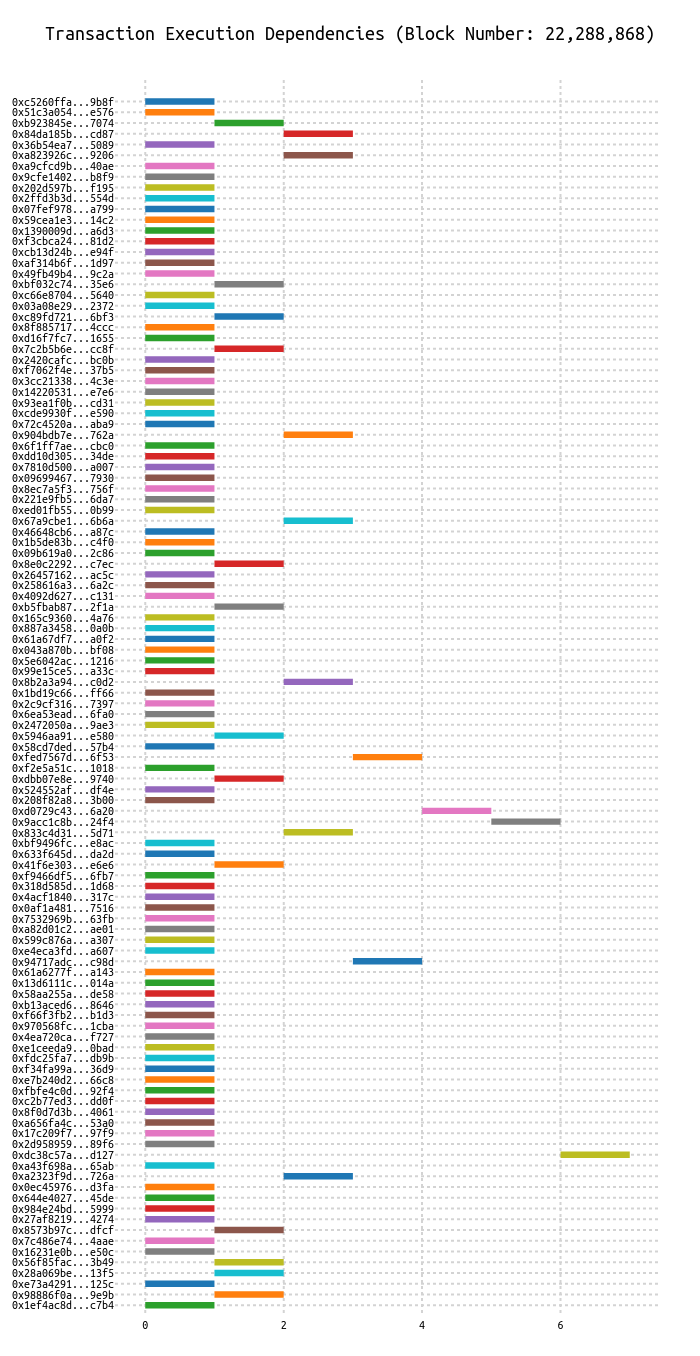 Transaction Execution Dependencies (Block Number: 22,288,868)
0xc5260ffa...9b8f
0x51c3a054...e576
0xb923845e...7074
0x84da185b...cd87
0x36b54ea7...5089
0xa823926c...9206
0xa9cfcd9b...40ae
0x9cfe1402...b8f9
0x202d597b...f195
0x2ffd3b3d...554d
0x07fef978...a799
0x59cea1e3...14c2
0x1390009d...a6d3
0xf3cbca24...81d2
0xcb13d24b...e94f
0xaf314b6f...1d97
0x49fb49b4...9c2a
0xbf032c74...35e6
0xc66e8704...5640
0x03a08e29...2372
0xc89fd721...6bf3
0x8f885717...4ccc
0xd16f7fc7...1655
0x7c2b5b6e...cc8f
0x2420cafc...bc0b
0xf7062f4e...37b5
0x3cc21338...4c3e
0x14220531...e7e6
0x93ea1f0b...cd31
0xcde9930f...e590
0x72c4520a...aba9
0x904bdb7e...762a
0x6f1ff7ae...cbc0
0xdd10d305...34de
0x7810d500...a007
0x09699467...7930
0x8ec7a5f3...756f
0x221e9fb5...6da7
0xed01fb55...0b99
0x67a9cbe1...6b6a
0x46648cb6...a87c
0x1b5de83b...c4f0
0x09b619a0...2c86
0x8e0c2292...c7ec
0x26457162...ac5c
0x258616a3...6a2c
0x4092d627...c131
0xb5fbab87...2f1a
0x165c9360...4a76
0x887a3458...0a0b
0x61a67df7...a0f2
0x043a870b...bf08
0x5e6042ac...1216
0x99e15ce5...a33c
0x8b2a3a94...c0d2
0x1bd19c66...ff66
0x2c9cf316...7397
0x6ea53ead...6fa0
0x2472050a...9ae3
0x5946aa91...e580
0x58cd7ded...57b4
0xfed7567d...6f53
0xf2e5a51c...1018
0xdbb07e8e...9740
0x524552af...df4e
0x208f82a8...3b00
0xd0729c43...6a20
0x9acc1c8b...24f4
0x833c4d31...5d71
0xbf9496fc...e8ac
0x633f645d...da2d
0x41f6e303...e6e6
0xf9466df5...6fb7
0x318d585d...1d68
0x4acf1840...317c
0x0af1a481...7516
0x7532969b...63fb
0xa82d01c2...ae01
0x599c876a...a307
0xe4eca3fd...a607
0x94717adc...c98d
0x61a6277f...a143
0x13d6111c...014a
0x58aa255a...de58
0xb13aced6...8646
0xf66f3fb2...b1d3
0x970568fc...1cba
0x4ea720ca...f727
0xe1ceeda9...0bad
0xfdc25fa7...db9b
0xf34fa99a...36d9
0xe7b240d2...66c8
0xfbfe4c0d...92f4
0xc2b77ed3...dd0f
0x8f0d7d3b...4061
0xa656fa4c...53a0
0x17c209f7...97f9
0x2d958959...89f6
0xdc38c57a...d127
0xa43f698a...65ab
0xa2323f9d...726a
0x0ec45976...d3fa
0x644e4027...45de
0x984e24bd...5999
0x27af8219...4274
0x8573b97c...dfcf
0x7c486e74...4aae
0x16231e0b...e50c
0x56f85fac...3b49
0x28a069be...13f5
0xe73a4291...125c
0x98886f0a...9e9b
0x1ef4ac8d...c7b4
0 2 4 6